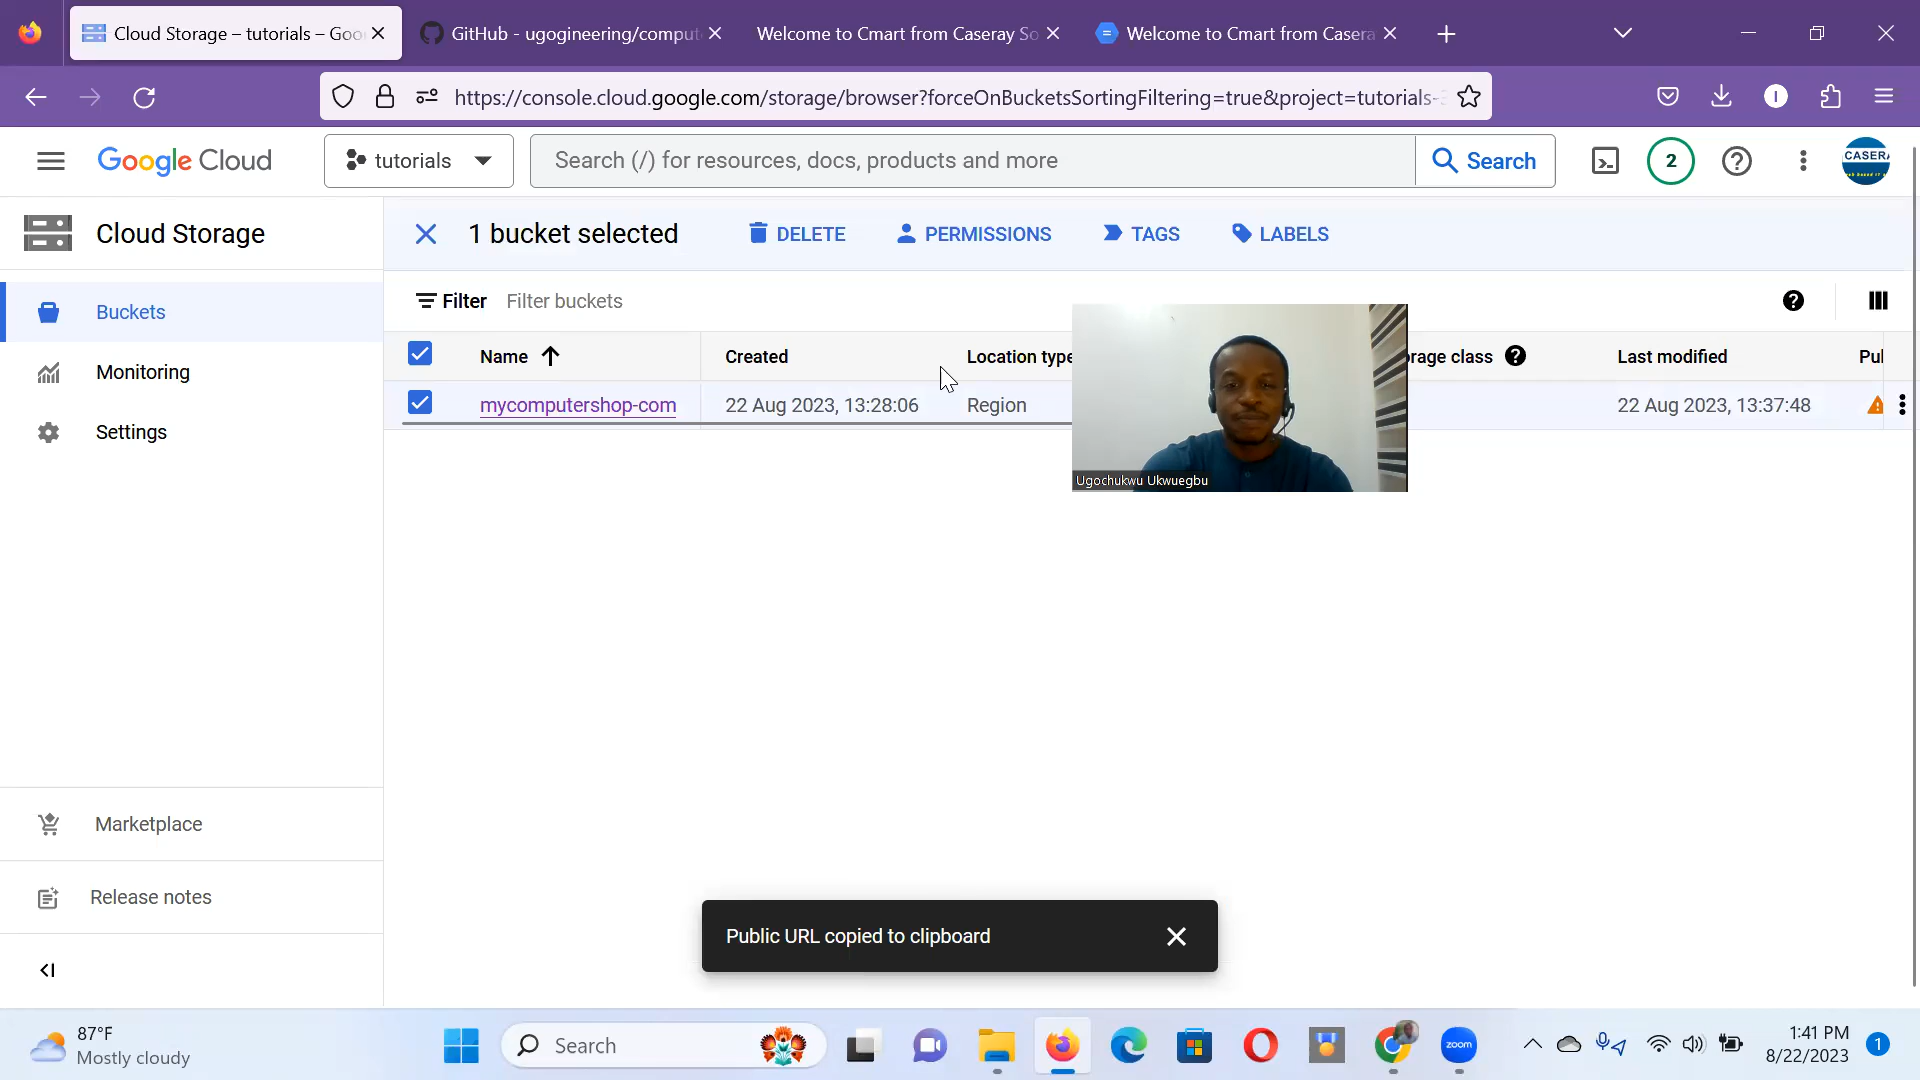 Cloud Storage – tutorials – Goo
GitHub - ugogineering/comput
Welcome to Cmart from Caseray So
Welcome to Cmart from Casera
https://console.cloud.google.com/storage/browser?forceOnBucketsSortingFiltering=true&project=tutorials-
Google Cloud
tutorials
Search (/) for resources, docs, products and more
Search
2
CASERA
Cloud Storage
1 bucket selected
DELETE
PERMISSIONS
TAGS
LABELS
Buckets
Monitoring
Settings
Filter
Filter buckets
Name
Created
Location type
orage class
Last modified
Pul
mycomputershop-com
22 Aug 2023, 13:28:06
Region
22 Aug 2023, 13:37:48
Ugochukwu Ukwuegbu
Marketplace
Release notes
Public URL copied to clipboard
87°F
Mostly cloudy
Search
zoom
1:41 PM
8/22/2023
1